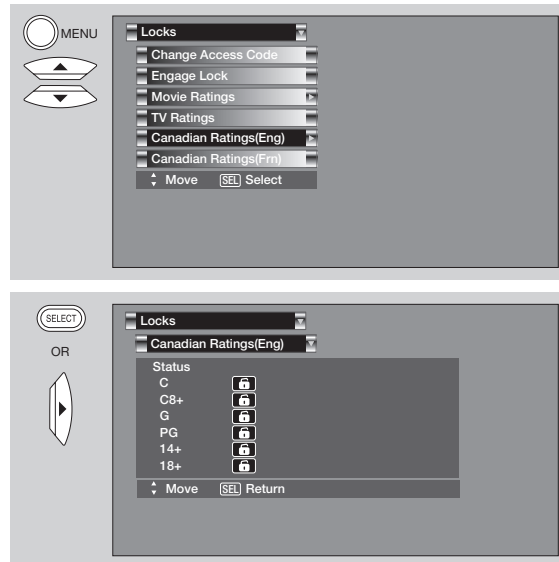 MENU
Locks
Change Access Code
Engage Lock
Movie Ratings
TV Ratings
Canadian Ratings(Eng)
Canadian Ratings(Frn)
Move SEL Select
SELECT
OR
Locks
Canadian Ratings(Eng)
Status
C
C8+
G
PG
14+
18+
Move SEL Return